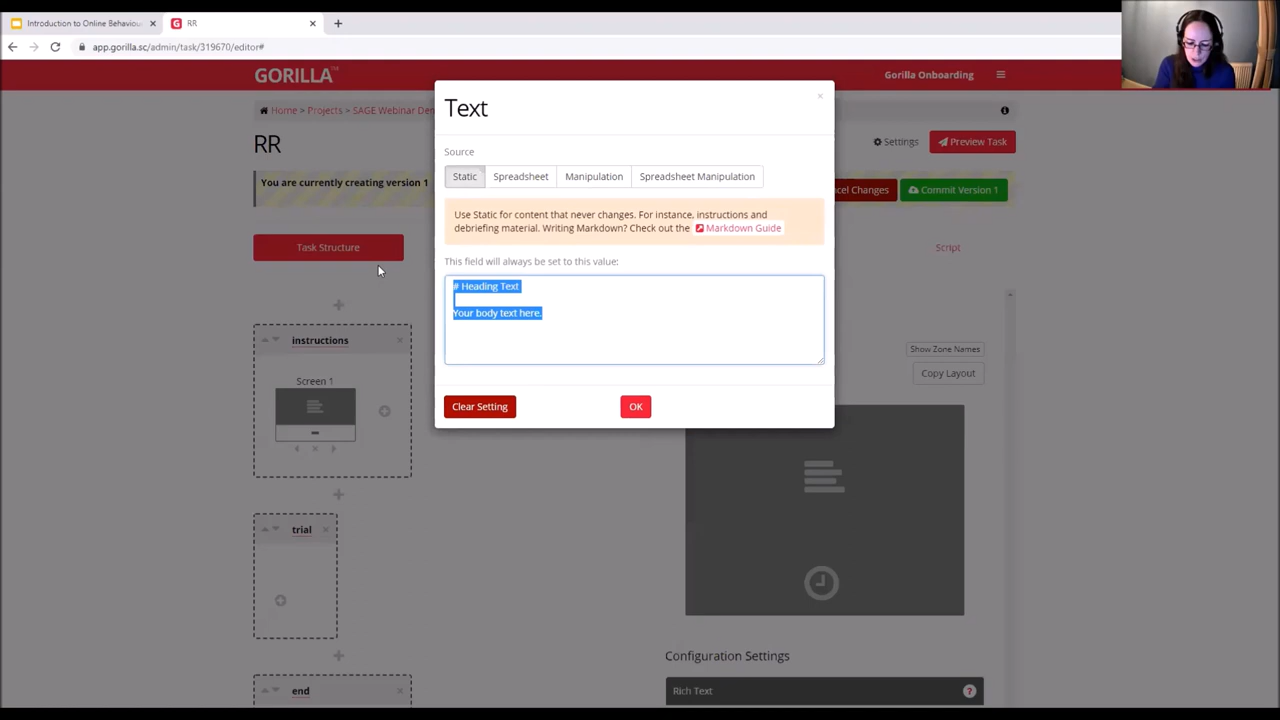 Introduction to Online Behaviou
RR
app.gorilla.sc/admin/task/319670/editor#
GORILLA™
Gorilla Onboarding
Home > Projects > SAGE Webinar Den
RR
Settings
Preview Task
You are currently creating version 1
ncel Changes
Commit Version 1
Task Structure
Script
Text
×
Source
Static
Spreadsheet
Manipulation
Spreadsheet Manipulation
Use Static for content that never changes. For instance, instructions and
debriefing material. Writing Markdown? Check out the Markdown Guide
This field will always be set to this value:
# Heading Text
Your body text here.
Clear Setting
OK
instructions
Screen 1
trial
end
Show Zone Names
Copy Layout
Configuration Settings
Rich Text
?